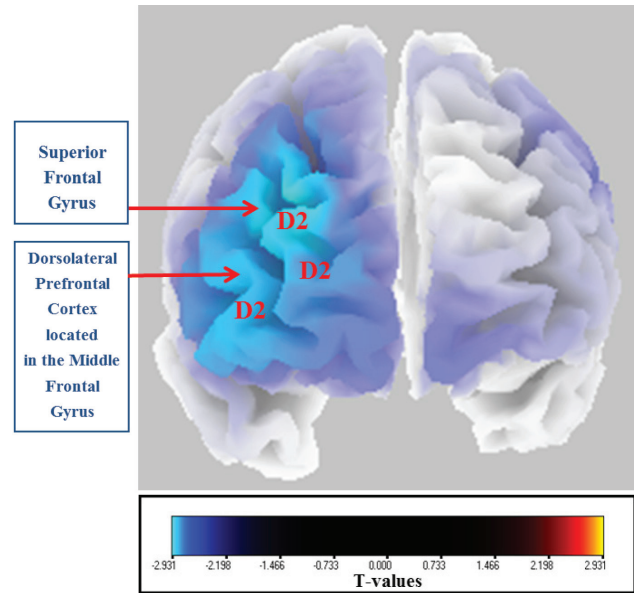 Superior
Frontal
Gyrus
Dorsolateral
Prefrontal
Cortex
located
in the Middle
Frontal
Gyrus
D2
D2
D2
-2.931 -2.198 -1.466 -0.733 0.000 0.733 1.466 2.198 2.931
T-values